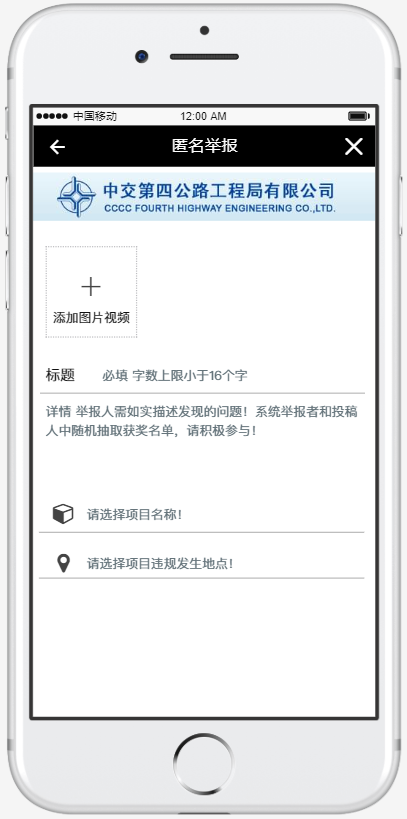 中国移动 12:00 AM
匿名举报
中交第四公路工程局有限公司
CCCC FOURTH HIGHWAY ENGINEERING CO.,LTD.
添加图片视频
标题 必填 字数上限小于16个字
详情 举报人需如实描述发现的问题！系统举报者和投稿
人中随机抽取获奖名单，请积极参与！
请选择项目名称！
请选择项目违规发生地点！